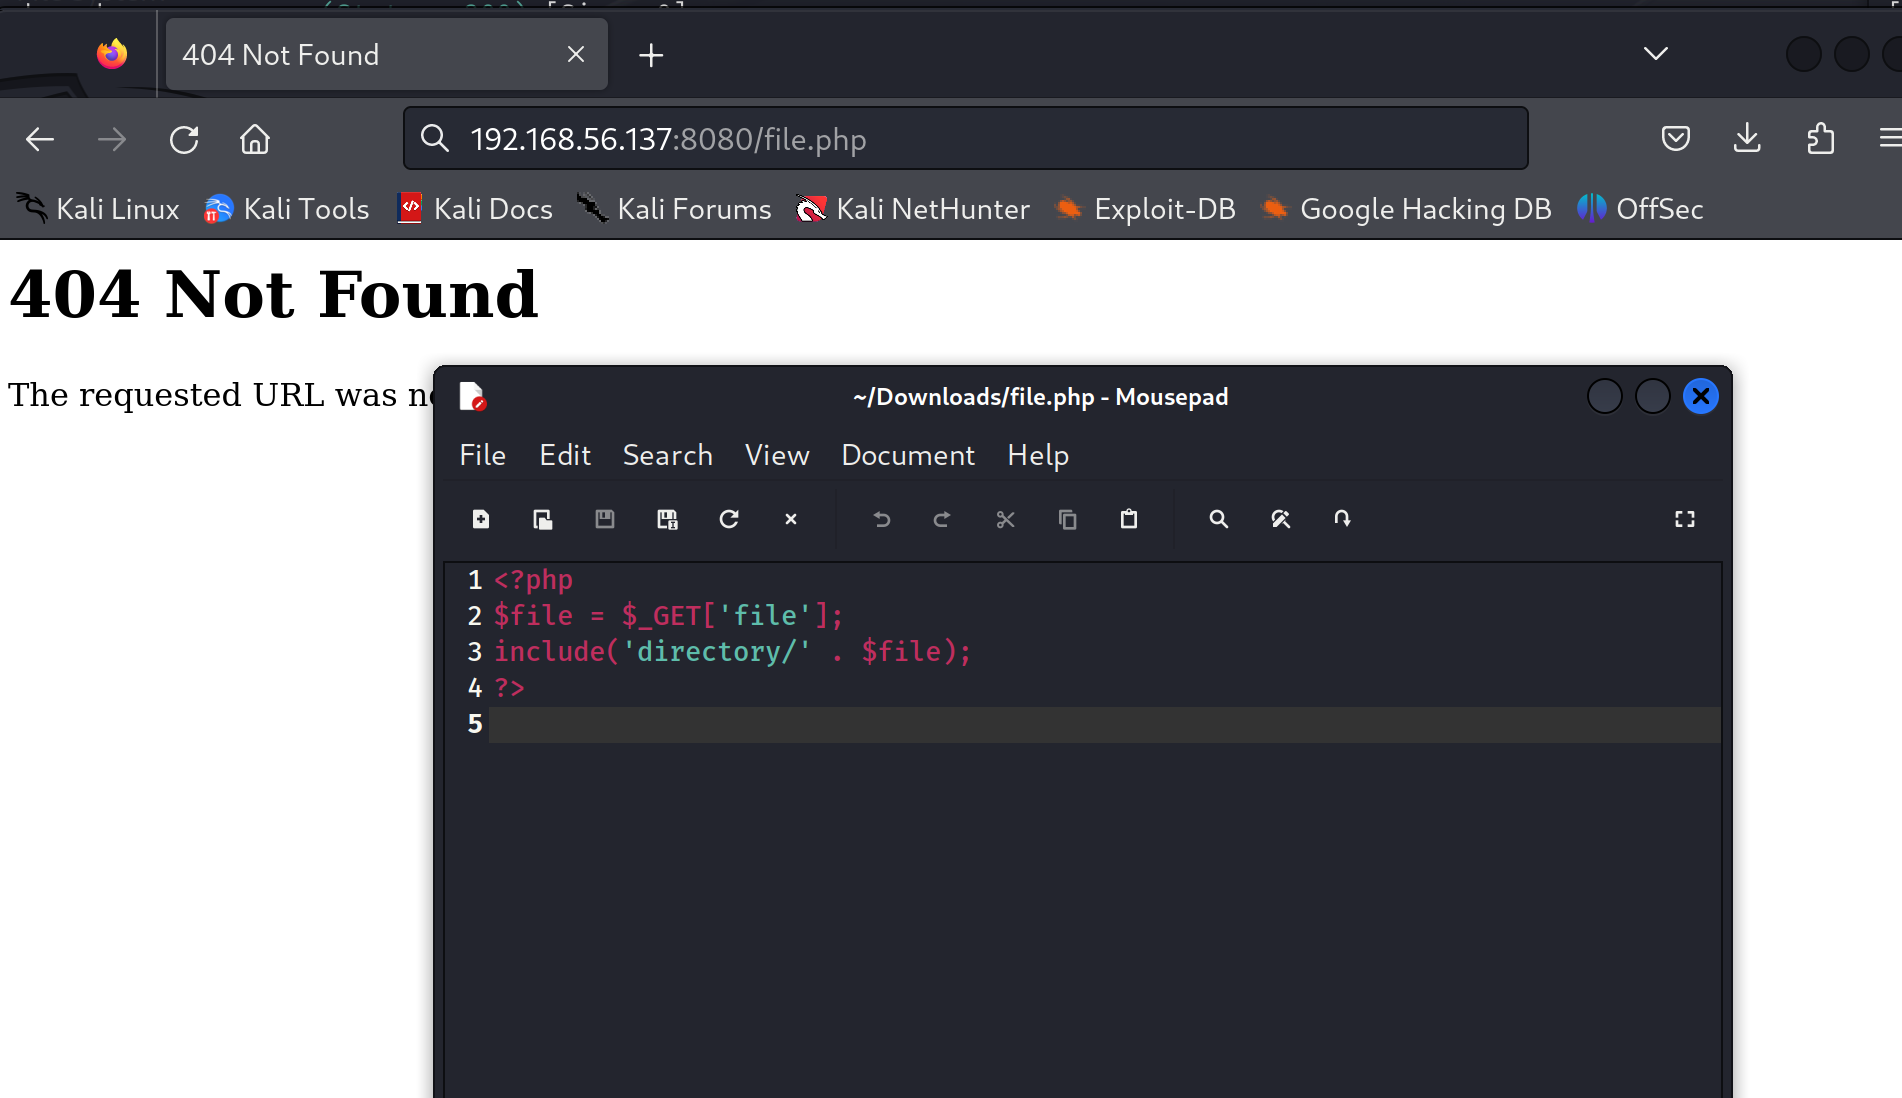 404 Not Found
192.168.56.137:8080/file.php
Kali Linux Kali Tools Kali Docs Kali Forums Kali NetHunter Exploit-DB Google Hacking DB OffSec
404 Not Found
The requested URL was
~/Downloads/file.php - Mousepad
File Edit Search View Document Help
1 <?php
2 $file = $_GET['file'];
3 include('directory/' . $file);
4 ?>
5